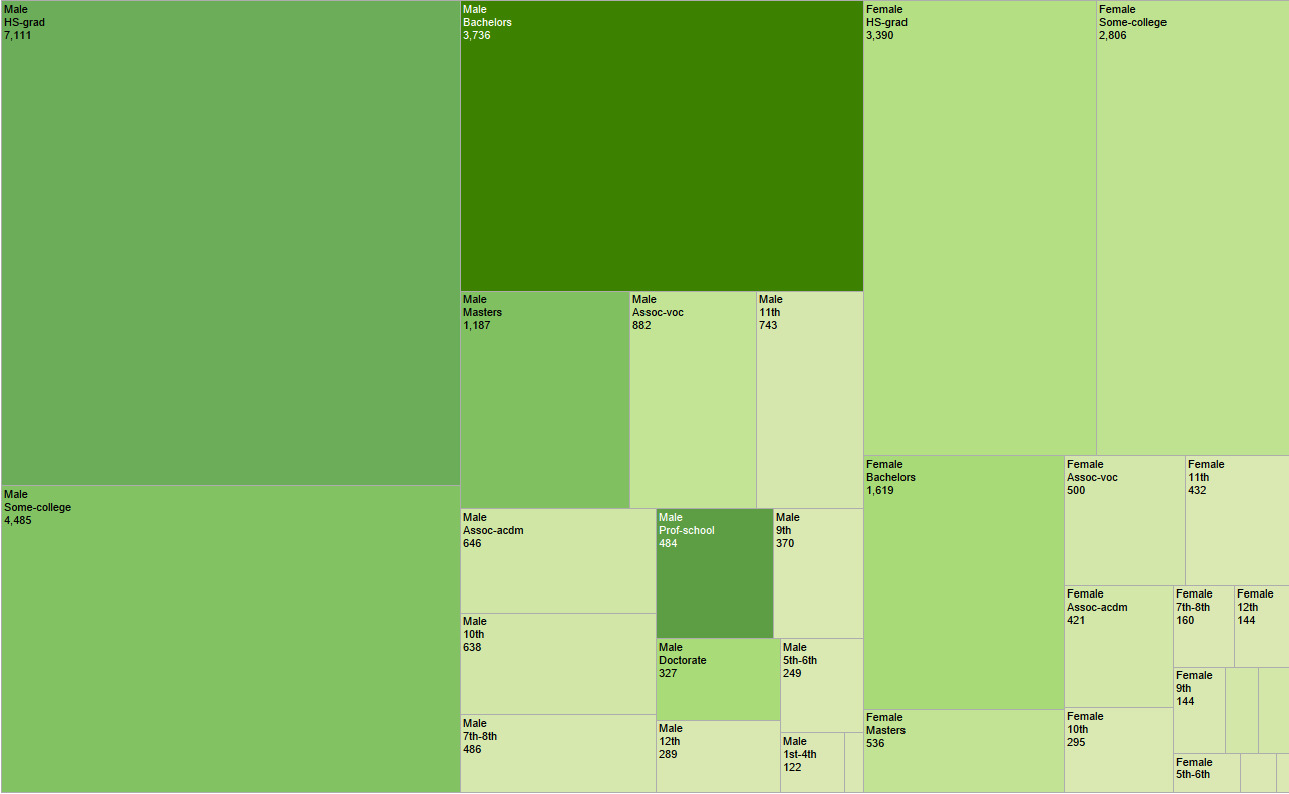 Male
HS-grad
7,111
Male
Some-college
4,485
Male
Bachelors
3,736
Male
Masters
1,187
Male
Assoc-voc
882
Male
11th
743
Male
Assoc-acdm
646
Male
10th
638
Male
7th-8th
486
Male
Prof-school
484
Male
9th
370
Male
Doctorate
327
Male
5th-6th
249
Male
12th
289
Male
1st-4th
122
Female
HS-grad
3,390
Female
Some-college
2,806
Female
Bachelors
1,619
Female
Masters
536
Female
Assoc-voc
500
Female
11th
432
Female
Assoc-acdm
421
Female
10th
295
Female
7th-8th
160
Female
12th
144
Female
9th
144
Female
5th-6th